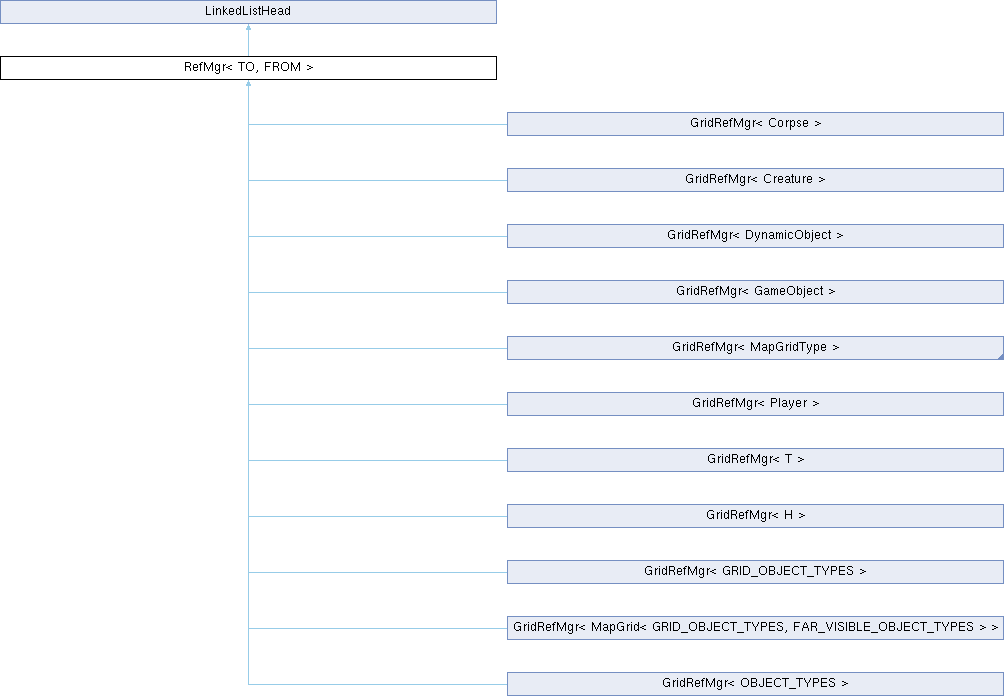 LinkedListHead
RefMgr< TO, FROM >
GridRefMgr< Corpse >
GridRefMgr< Creature >
GridRefMgr< DynamicObject >
GridRefMgr< GameObject >
GridRefMgr< MapGridType >
GridRefMgr< Player >
GridRefMgr< T >
GridRefMgr< H >
GridRefMgr< GRID_OBJECT_TYPES >
GridRefMgr< MapGrid< GRID_OBJECT_TYPES, FAR_VISIBLE_OBJECT_TYPES > >
GridRefMgr< OBJECT_TYPES >